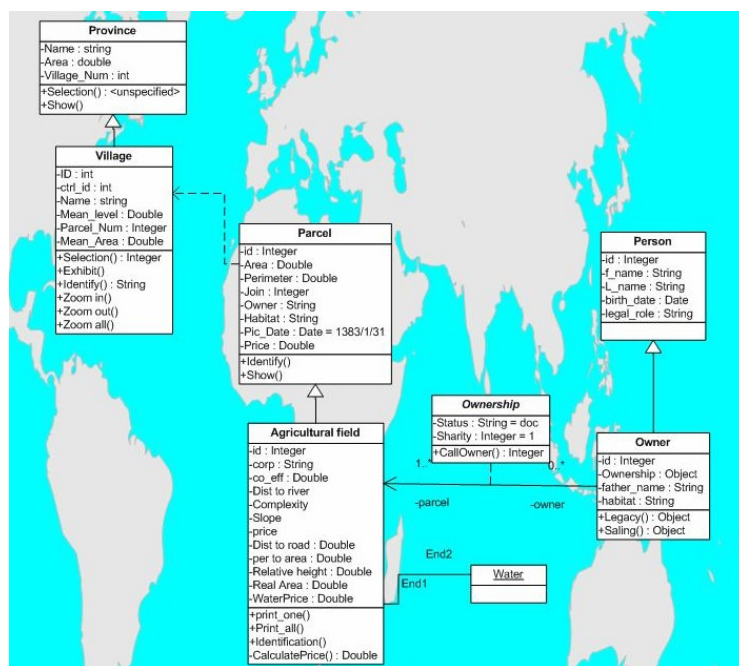 Province
-Name : string
-Area : double
-Village_Num : int
+Selection() : <unspecified>
+Show()
Village
-ID : int
-ctrl_id : int
-Name : string
-Mean_level : Double
-Parcel_Num : Integer
-Mean_Area : Double
+Selection() : Integer
+Exhibit()
+Identify() : String
+Zoom in()
+Zoom out()
+Zoom all()
Parcel
-id : Integer
-Area : Double
-Perimeter : Double
-Join : Integer
-Owner : String
-Habitat : String
-Pic_Date : Date = 1383/1/31
-Price : Double
+Identify()
+Show()
Person
-id : Integer
-f_name : String
-L_name : String
-birth_date : Date
-legal_role : String
Ownership
-Status : String = doc
-Sharity : Integer = 1
+CallOwner() : Integer
Agricultural field
-id : Integer
-corp : String
-co_eff : Double
-Dist to river
-Complexity
-Slope
-price
-Dist to road : Double
-per to area : Double
-Relative height : Double
-Real Area : Double
-WaterPrice : Double
+print_one()
+Print_all()
+Identification()
-CalculatePrice() : Double
1..*
0..*
-parcel
-owner
Owner
-id : Integer
-Ownership : Object
-father_name : String
-habitat : String
+Legacy() : Object
+Saling() : Object
End2
End1
Water